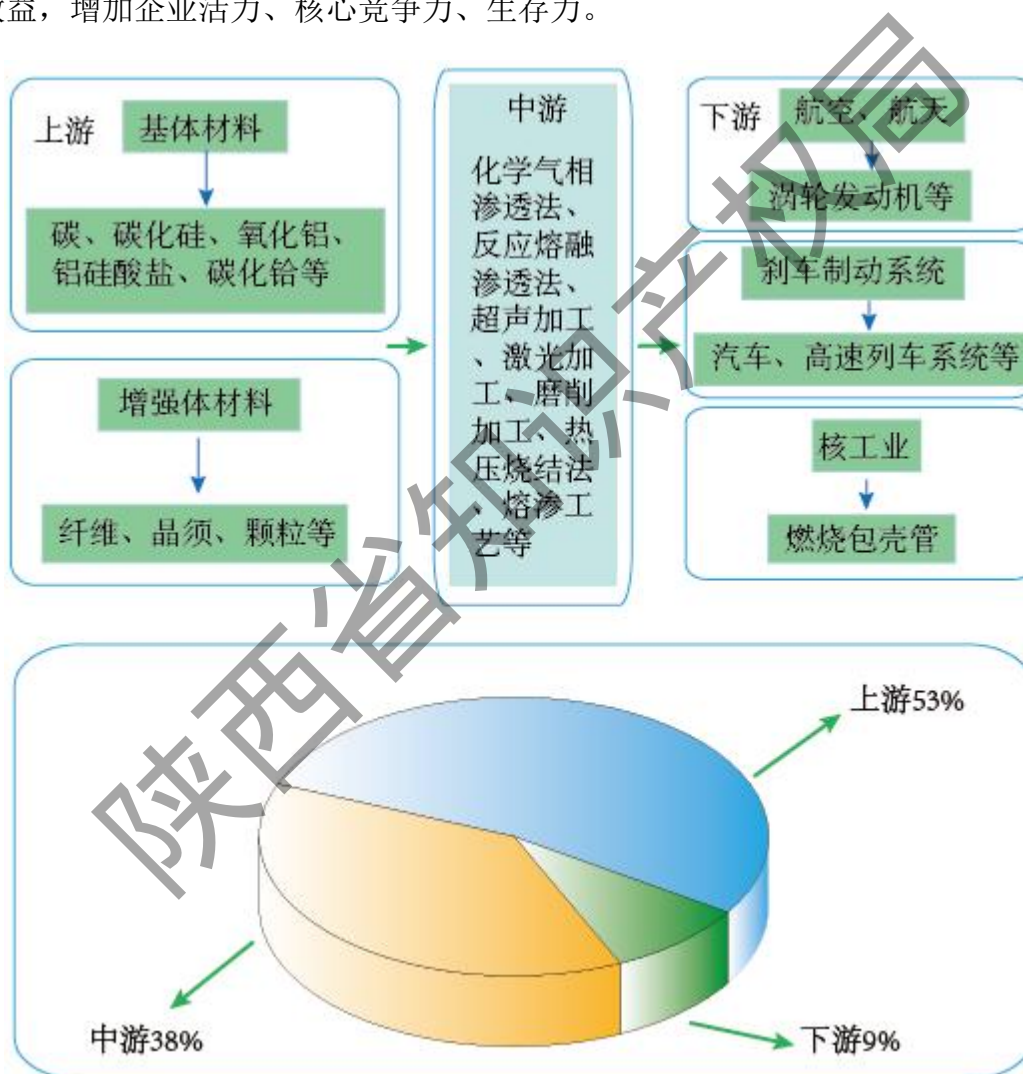 效益，增加企业活力、核心竞争力、生存力。
上游
基体材料
碳、碳化硅、氧化铝、
铝硅酸盐、碳化铪等
增强体材料
纤维、晶须、颗粒等
中游
化学气相
渗透法、
反应熔融
渗透法、
超声加工
、激光加
工、磨削
加工、热
压烧结法
、熔渗工
艺等
下游
航空、航天
涡轮发动机等
刹车制动系统
汽车、高速列车系统等
核工业
燃烧包壳管
上游53%
中游38%
下游9%
陕西省知识产权局